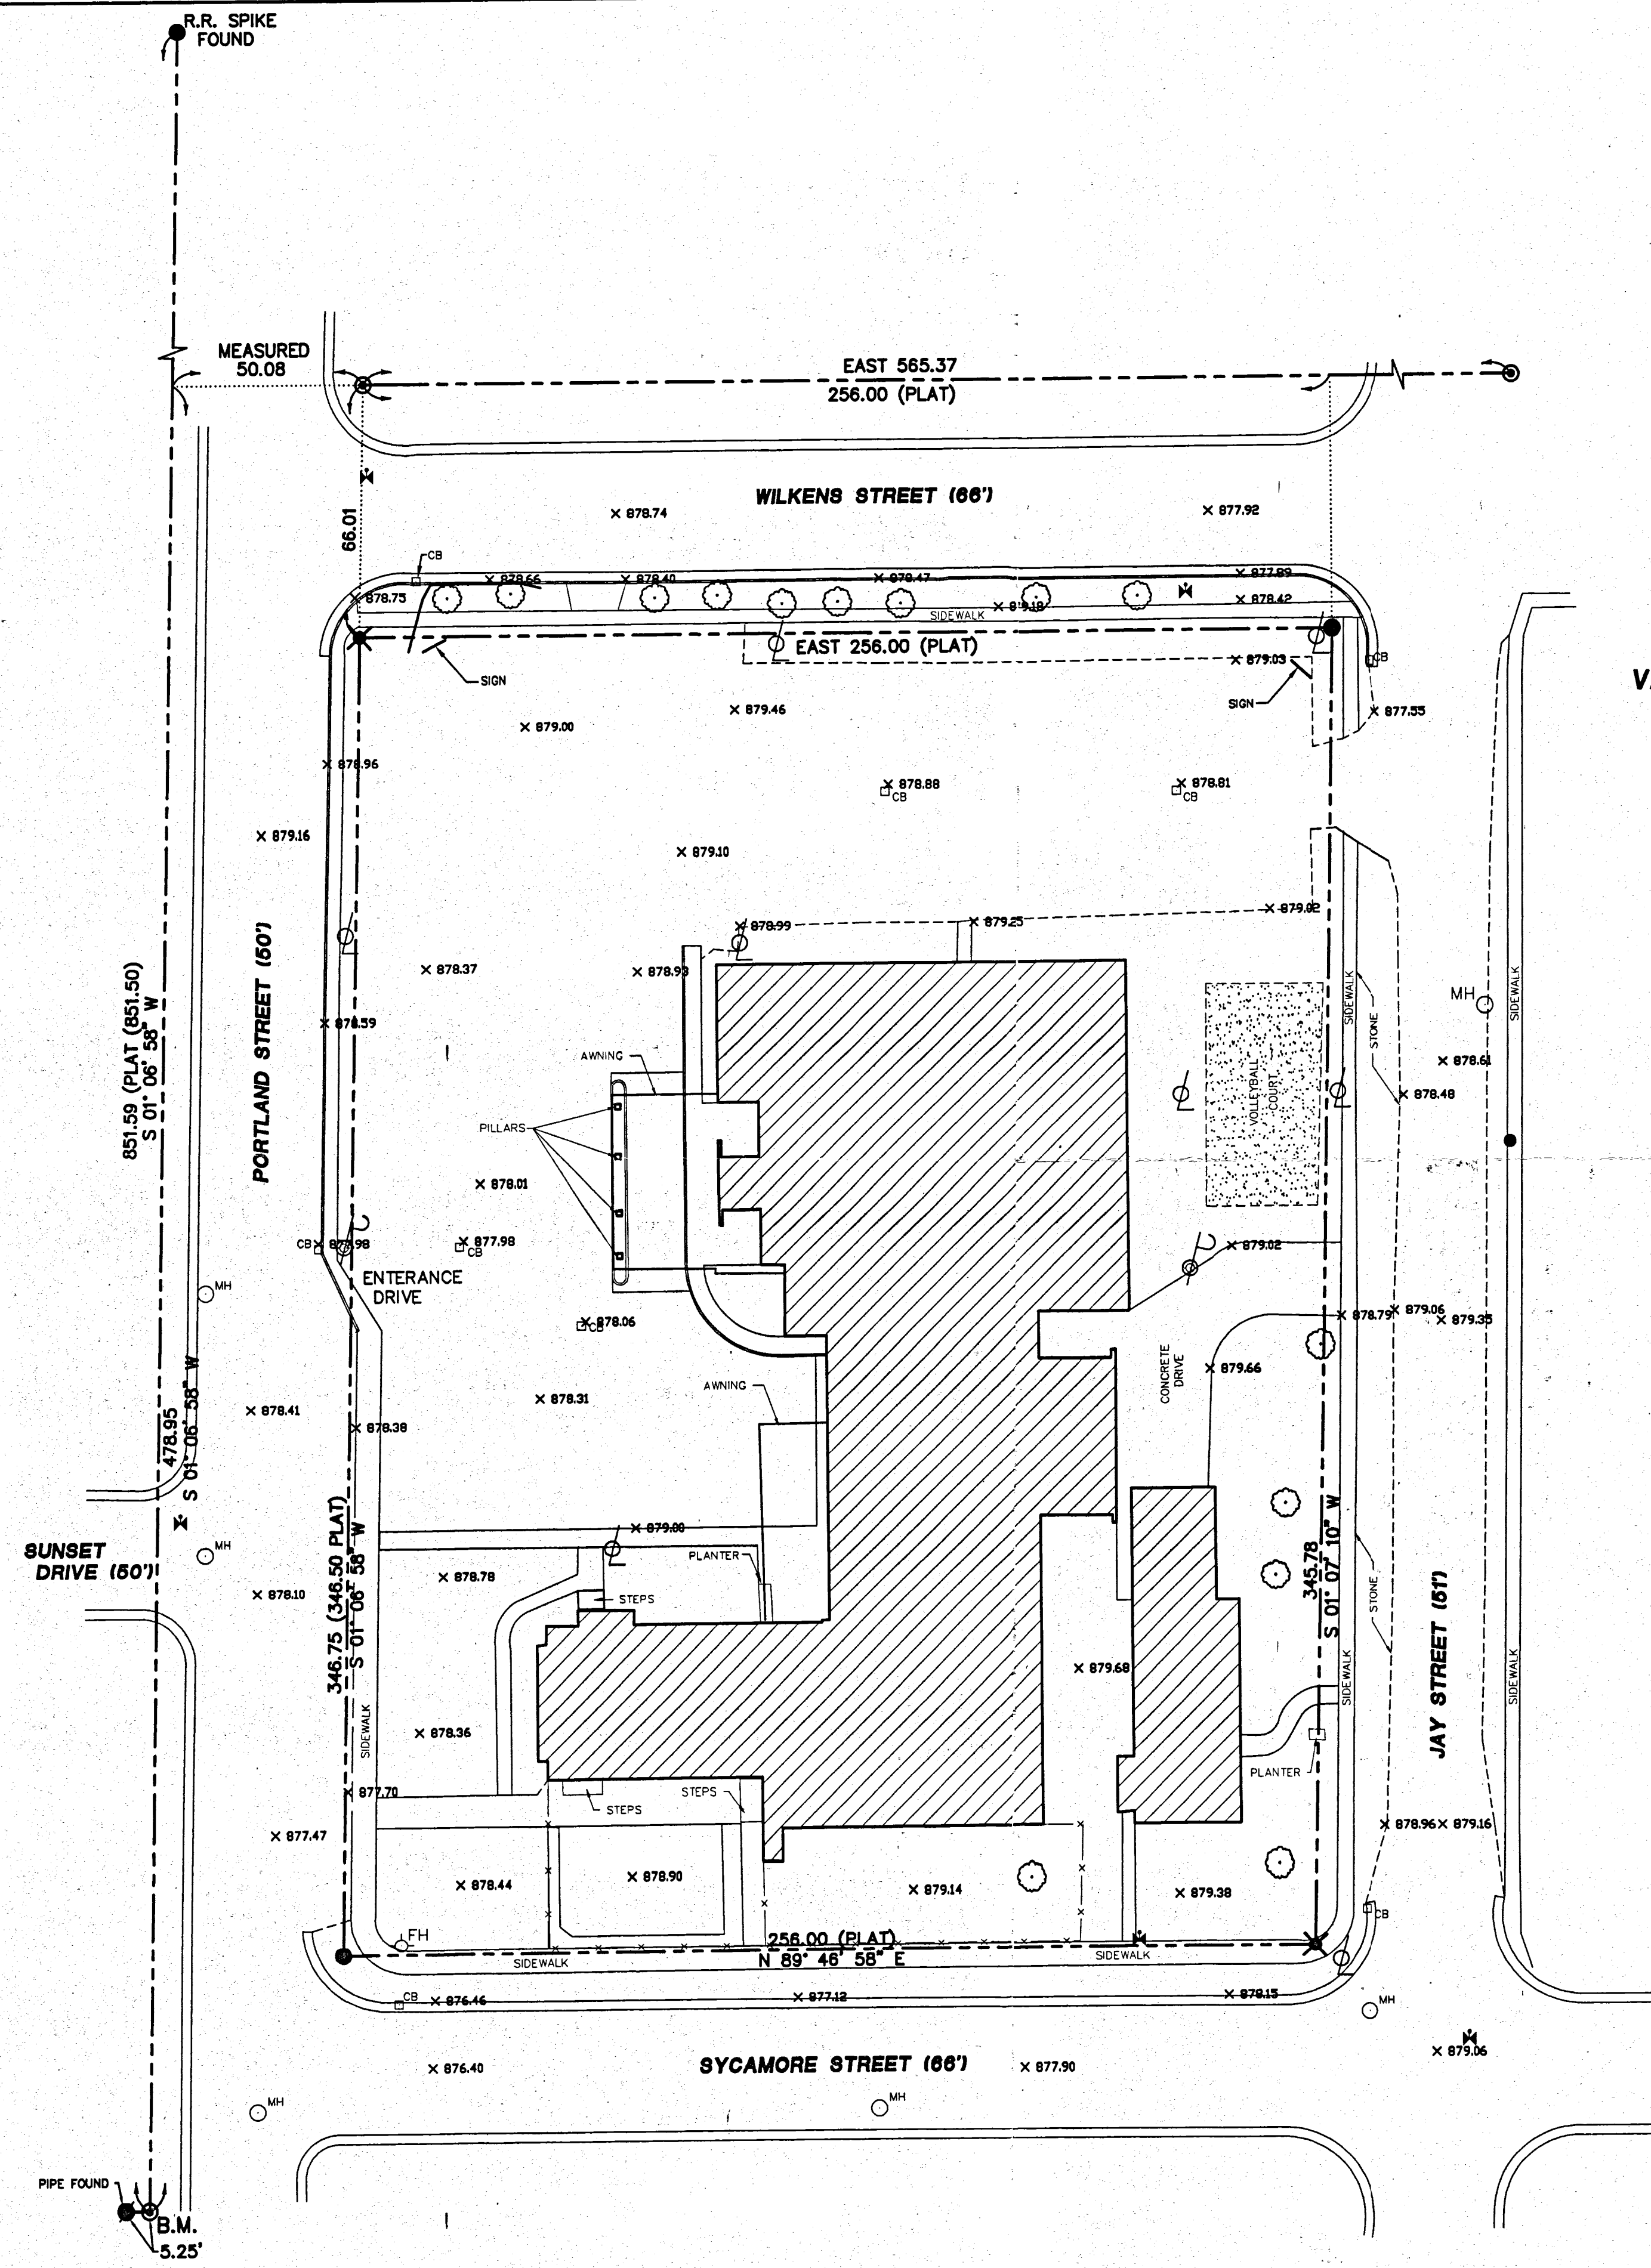 R.R. SPIKE
FOUND
MEASURED
50.08
EAST 565.37
256.00 (PLAT)
WILKENS STREET (66')
66.01
878.74
877.92
CB
878.66
878.40
878.47
877.89
878.75
878.42
SIDEWALK
EAST 256.00 (PLAT)
879.03
CB
SIGN
SIGN
877.55
879.00
879.46
878.96
878.88
CB
878.81
CB
879.16
879.10
879.02
878.99
879.25
PORTLAND STREET (50')
851.59 (PLAT (851.50)
S 01° 06' 58" W
878.37
878.93
SIDEWALK
STONE
MH
SIDEWALK
878.59
AWNING
878.61
VOLLEYBALL
COURT
878.48
PILLARS
878.01
CB
877.98
877.98
CB
879.02
MH
ENTERANCE
DRIVE
878.06
CB
878.79
879.06
879.35
CONCRETE
DRIVE
879.66
AWNING
878.31
878.41
878.38
478.95
S 01° 06' 58" W
SUNSET
DRIVE (50')
MH
879.00
PLANTER
878.78
STEPS
878.10
346.75 (346.50 PLAT)
S 01° 06' 58" W
345.78
S 01° 07' 10" W
STONE
JAY STREET (51')
879.68
SIDEWALK
SIDEWALK
SIDEWALK
878.36
PLANTER
877.70
STEPS
STEPS
877.47
878.96
879.16
878.44
878.90
879.14
879.38
CB
FH
256.00 (PLAT)
N 89° 46' 58" E
SIDEWALK
SIDEWALK
CB
876.46
877.12
878.15
MH
876.40
SYCAMORE STREET (66')
877.90
879.06
MH
MH
PIPE FOUND
B.M.
5.25'